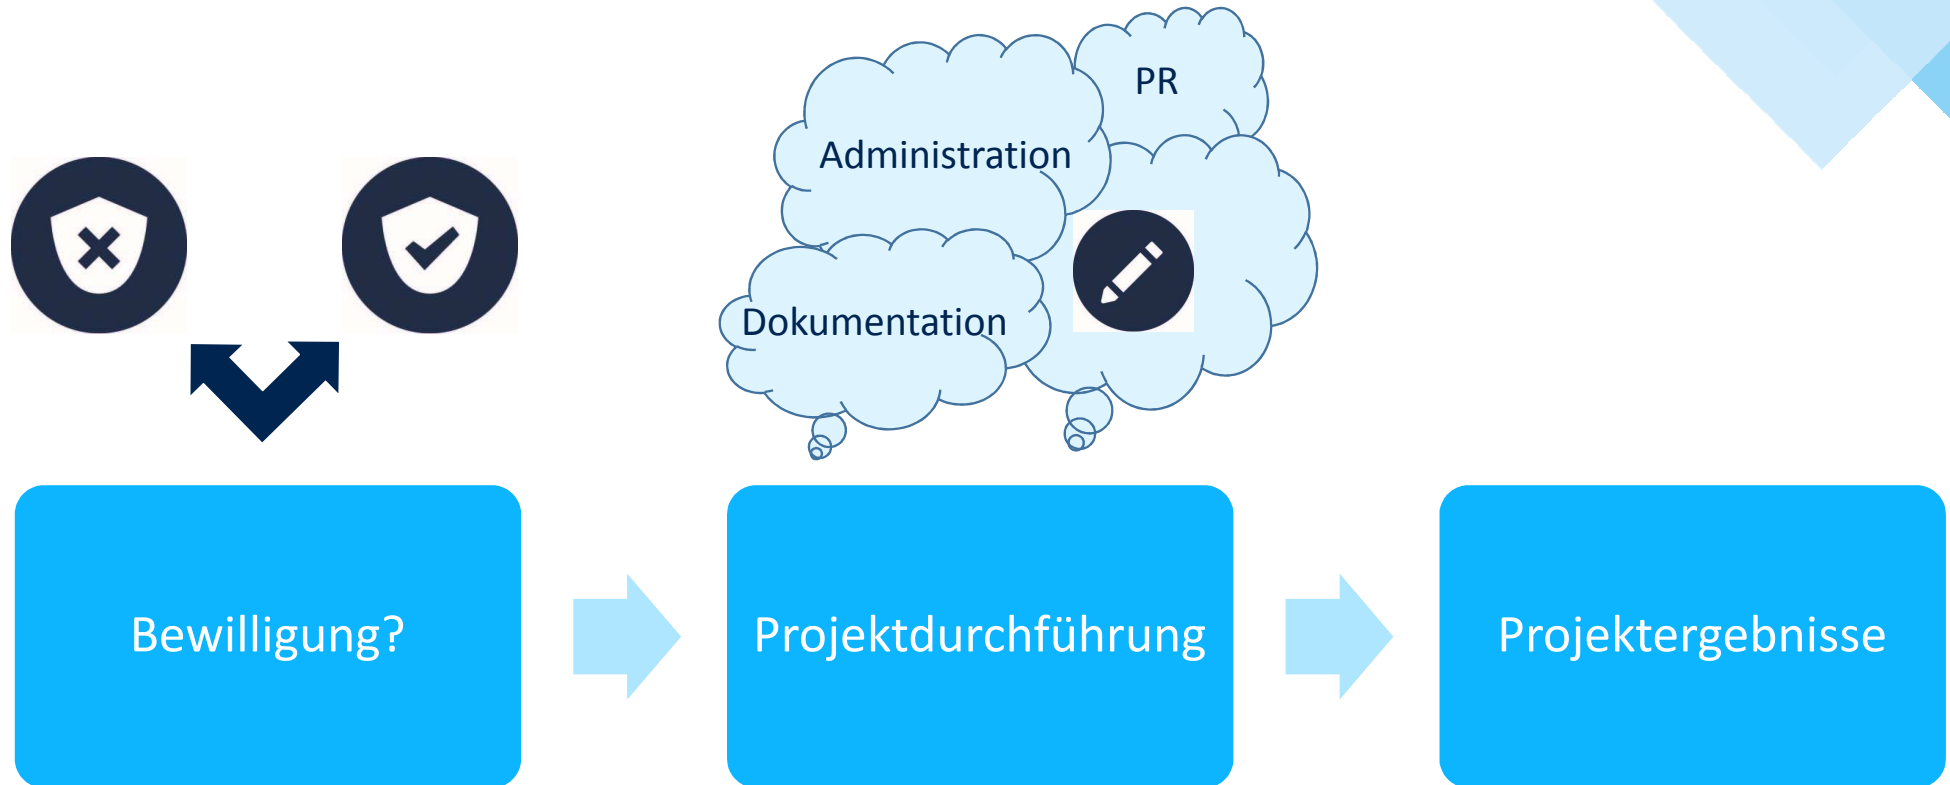 PR
Administration
Dokumentation
Bewilligung?
Projektdurchführung
Projektergebnisse